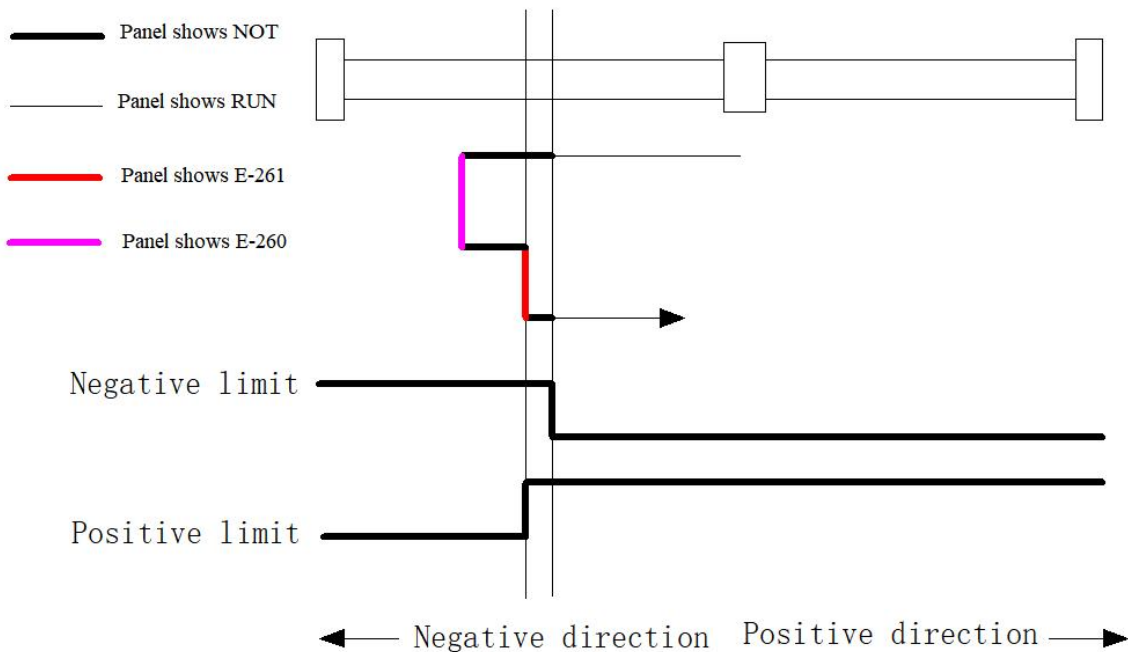 Panel shows NOT
Panel shows RUN
Panel shows E-261
Panel shows E-260
Negative limit
Positive limit
Negative direction
Positive direction